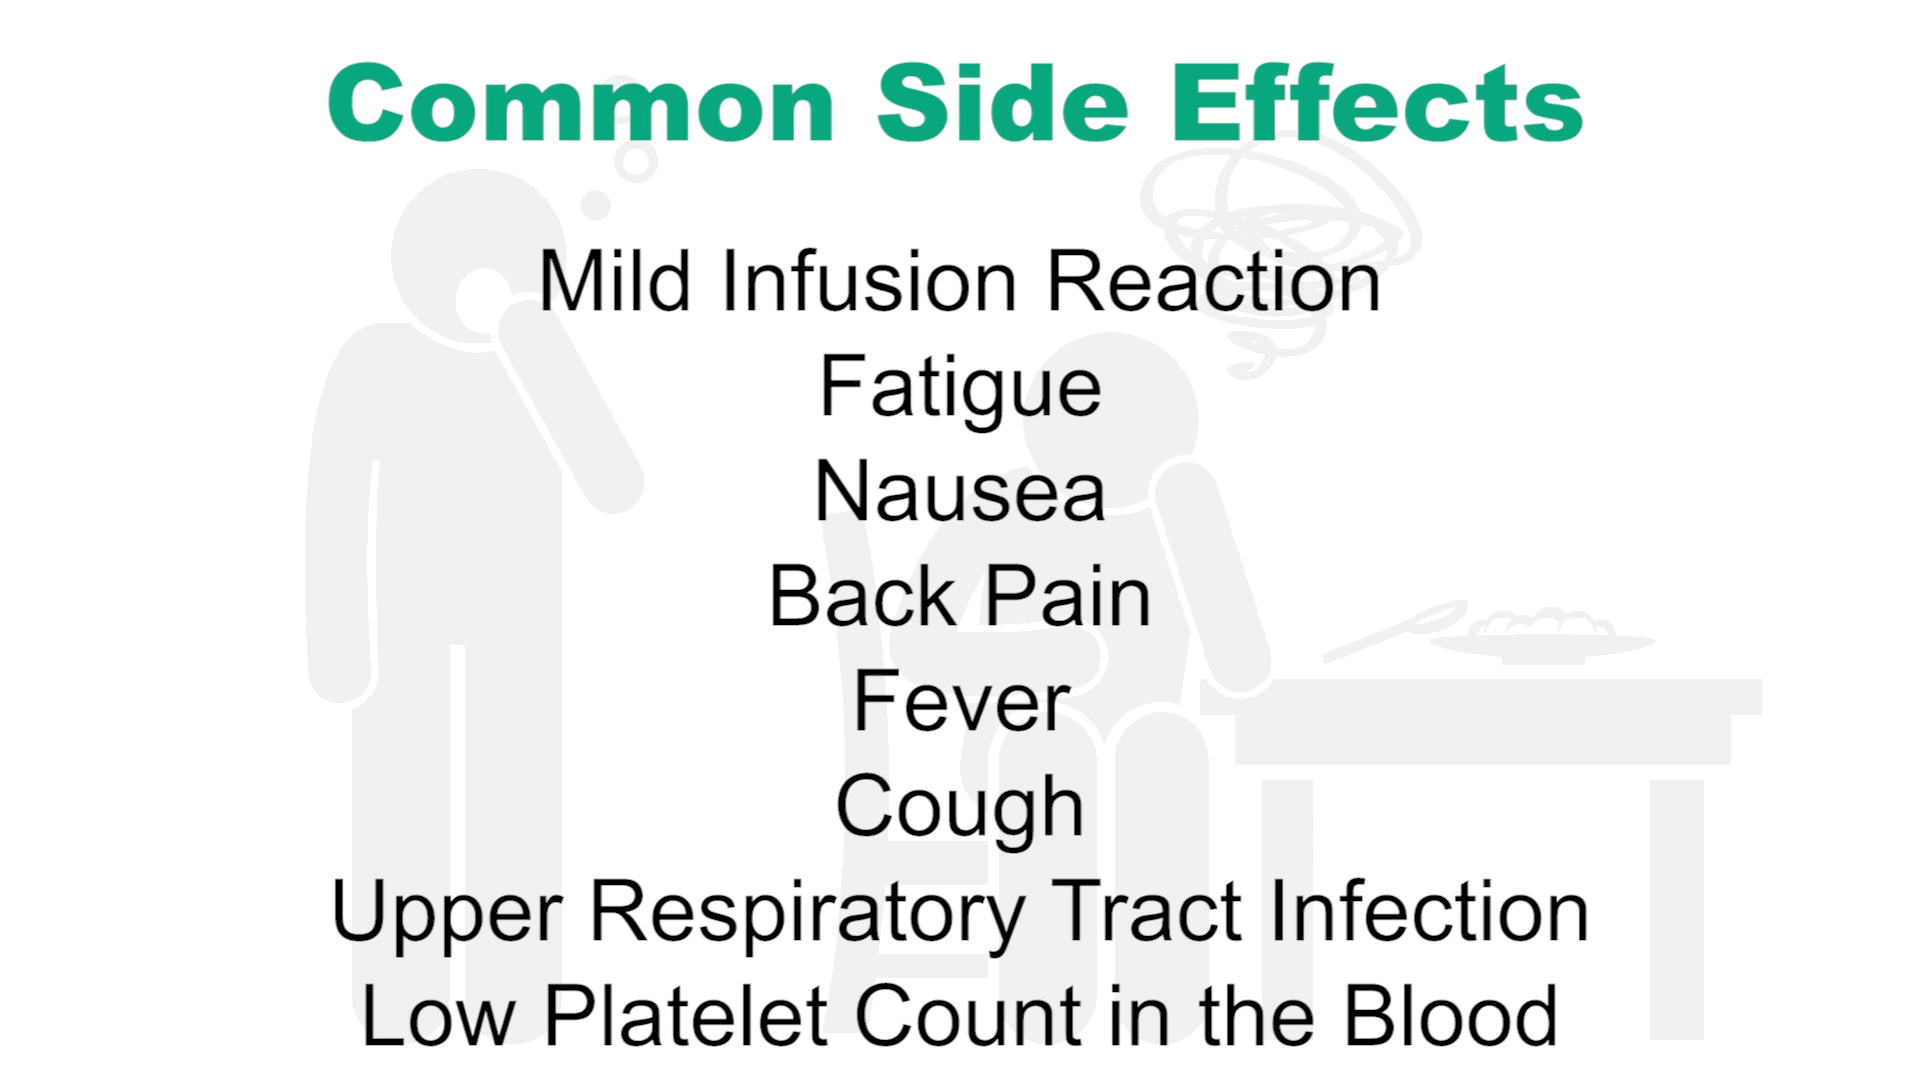 Common Side Effects
Mild Infusion Reaction
Fatigue
Nausea
Back Pain
Fever
Cough
Upper Respiratory Tract Infection
Low Platelet Count in the Blood